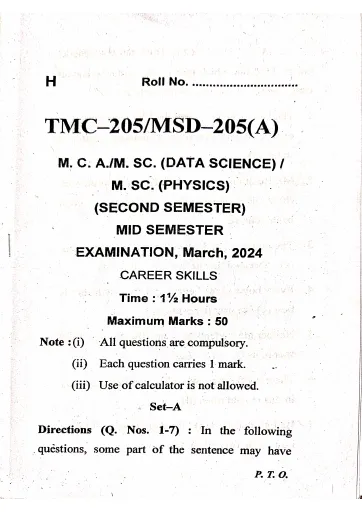 H Roll No. ..............................
TMC–205/MSD–205(A)
M. C. A./M. SC. (DATA SCIENCE) /
M. SC. (PHYSICS)
(SECOND SEMESTER)
MID SEMESTER
EXAMINATION, March, 2024
CAREER SKILLS
Time : 1½ Hours
Maximum Marks : 50
Note : (i) All questions are compulsory.
(ii) Each question carries 1 mark.
(iii) Use of calculator is not allowed.
Set–A
Directions (Q. Nos. 1-7) : In the following
questions, some part of the sentence may have
P. T. O.